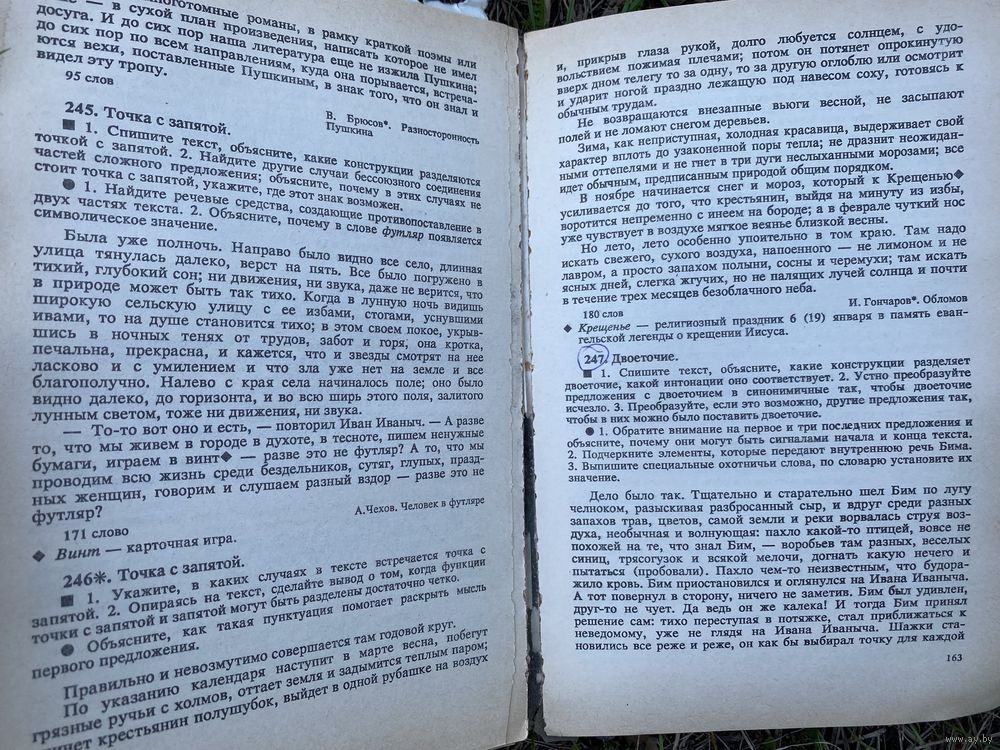 многотомные романы, в рамку краткой поэмы или
— в сухой план произведения, написать которое не имел
досуга. И до сих пор наша литература еще не изжила Пушкина;
до сих пор по всем направлениям, куда она порывается, встреча-
ются вехи, поставленные Пушкиным, в знак того, что он знал и
видел эту тропу.
95 слов
В. Брюсов*. Разносторонность
Пушкина
245. Точка с запятой.
■ 1. Спишите текст, объясните, какие конструкции разделяются
точкой с запятой. 2. Найдите другие случаи бессоюзного соединения
частей сложного предложения; объясните, почему в этих случаях не
стоит точка с запятой, укажите, где этот знак возможен.
● 1. Найдите речевые средства, создающие противопоставление в
двух частях текста. 2. Объясните, почему в слове футляр появляется
символическое значение.
Была уже полночь. Направо было видно все село, длинная
улица тянулась далеко, верст на пять. Все было погружено в
тихий, глубокий сон; ни движения, ни звука, даже не верится, что
в природе может быть так тихо. Когда в лунную ночь видишь
широкую сельскую улицу с ее избами, стогами, уснувшими
ивами, то на душе становится тихо; в этом своем покое, укрыв-
шись в ночных тенях от трудов, забот и горя; она кротка,
печальна, прекрасна, и кажется, что и звезды смотрят на нее
ласково и с умилением и что зла уже нет на земле и все
благополучно. Налево с края села начиналось поле; оно было
видно далеко, до горизонта, и во всю ширь этого поля, залитого
лунным светом, тоже ни движения, ни звука.
— То-то вот оно и есть, — повторил Иван Иваныч. — А разве
то, что мы живем в городе в духоте, в тесноте, пишем ненужные
бумаги, играем в винт◆ — разве это не футляр? А то, что мы
проводим всю жизнь среди бездельников, сутяг, глупых, празд-
ных женщин, говорим и слушаем разный вздор — разве это не
футляр?
А.Чехов. Человек в футляре
171 слово
◆ Винт — карточная игра.
246*. Точка с запятой.
■ 1. Укажите, в каких случаях в тексте встречается точка с
запятой. 2. Опираясь на текст, сделайте вывод о том, когда функции
точки с запятой и запятой могут быть разделены достаточно четко.
● Объясните, как такая пунктуация помогает раскрыть мысль
первого предложения.
Правильно и невозмутимо совершается там годовой круг.
По указанию календаря наступит в марте весна, побегут
грязные ручьи с холмов, оттает земля и задымится теплым паром;
крестьянин полушубок, выйдет в одной рубашке на воздух
и, прикрыв глаза рукой, долго любуется солнцем, с удо-
вольствием пожимая плечами; потом он потянет опрокинутую
вверх дном телегу то за одну, то за другую оглоблю или осмотрит
и ударит ногой праздно лежащую под навесом соху, готовясь к
обычным трудам.
Не возвращаются внезапные вьюги весной, не засыпают
полей и не ломают снегом деревьев.
Зима, как неприступная, холодная красавица, выдерживает свой
характер вплоть до узаконенной поры тепла; не дразнит неожидан-
ными оттепелями и не гнет в три дуги неслыханными морозами; все
идет обычным, предписанным природой общим порядком.
В ноябре начинается снег и мороз, который к Крещенью◆
усиливается до того, что крестьянин, выйдя на минуту из избы,
воротится непременно с инеем на бороде; а в феврале чуткий нос
уже чувствует в воздухе мягкое веянье близкой весны.
Но лето, лето особенно упоительно в том краю. Там надо
искать свежего, сухого воздуха, напоенного — не лимоном и не
лавром, а просто запахом полыни, сосны и черемухи; там искать
ясных дней, слегка жгучих, но не палящих лучей солнца и почти
в течение трех месяцев безоблачного неба.
180 слов
И. Гончаров*. Обломов
◆ Крещенье — религиозный праздник 6 (19) января в память еван-
гельской легенды о крещении Иисуса.
247. Двоеточие.
■ 1. Спишите текст, объясните, какие конструкции разделяет
двоеточие, какой интонации оно соответствует. 2. Устно преобразуйте
предложения с двоеточием в синонимичные так, чтобы двоеточие
исчезло. 3. Преобразуйте, если это возможно, другие предложения так,
чтобы в них можно было поставить двоеточие.
● 1. Обратите внимание на первое и три последних предложения и
объясните, почему они могут быть сигналами начала и конца текста.
2. Подчеркните элементы, которые передают внутреннюю речь Бима.
3. Выпишите специальные охотничьи слова, по словарю установите их
значение.
Дело было так. Тщательно и старательно шел Бим по лугу
челноком, разыскивая разбросанный сыр, и вдруг среди разных
запахов трав, цветов, самой земли и реки ворвалась струя воз-
духа, необычная и волнующая: пахло какой-то птицей, вовсе не
похожей на те, что знал Бим, — воробьев там разных, веселых
синиц, трясогузок и всякой мелочи, догнать какую нечего и
пытаться (пробовали). Пахло чем-то неизвестным, что будора-
жило кровь. Бим приостановился и оглянулся на Ивана Иваныча.
А тот повернул в сторону, ничего не заметив. Бим был удивлен,
друг-то не чует. Да ведь он же калека! И тогда Бим принял
решение сам: тихо переступая в потяжке, стал приближаться к
неведомому, уже не глядя на Ивана Иваныча. Шажки ста-
новились все реже и реже, он как бы выбирал точку для каждой
163
www.ay.by